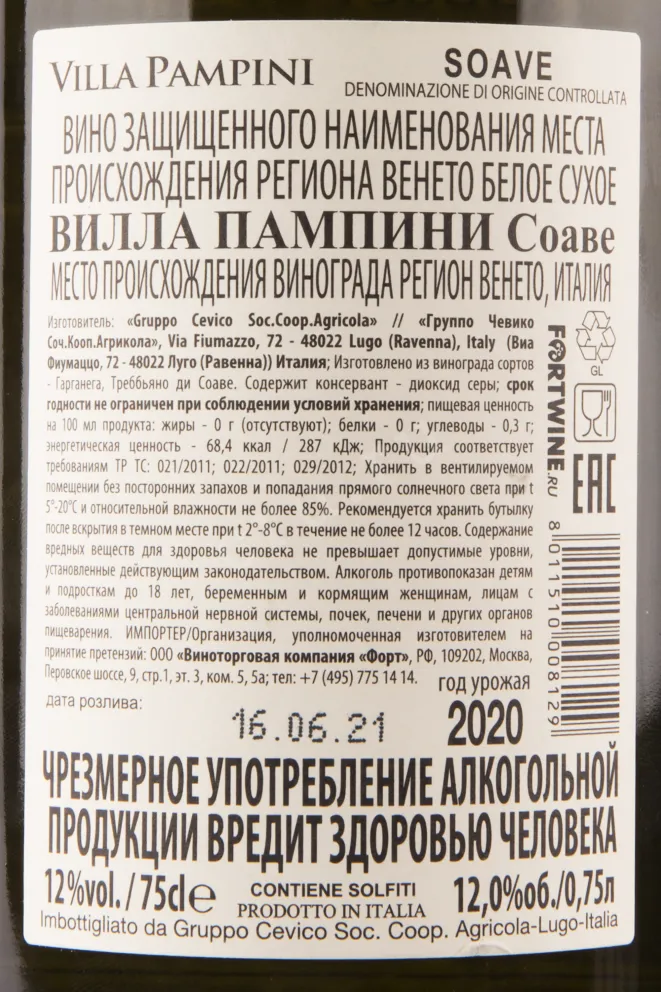 VILLA PAMPINI
SOAVE
DENOMINAZIONE DI ORIGINE CONTROLLATA
ВИНО ЗАЩИЩЕННОГО НАИМЕНОВАНИЯ МЕСТА
ПРОИСХОЖДЕНИЯ РЕГИОНА ВЕНЕТО БЕЛОЕ СУХОЕ
ВИЛЛА ПАМПИНИ Соаве
МЕСТО ПРОИСХОЖДЕНИЯ ВИНОГРАДА РЕГИОН ВЕНЕТО, ИТАЛИЯ
Изготовитель: «Gruppo Cevico Soc.Coop.Agricola» // «Группо Чевико
Соч.Кооп.Агрикола», Via Fiumazzo, 72 - 48022 Lugo (Ravenna), Italy (Виа
Фиумаццо, 72 - 48022 Луго (Равенна)) Италия; Изготовлено из винограда сортов
- Гарганега, Треббьяно ди Соаве. Содержит консервант - диоксид серы; срок
годности не ограничен при соблюдении условий хранения; пищевая ценность
на 100 мл продукта: жиры - 0 г (отсутствуют); белки - 0 г; углеводы - 0,3 г;
энергетическая ценность - 68,4 ккал / 287 кДж; Продукция соответствует
требованиям ТР ТС: 021/2011; 022/2011; 029/2012; Хранить в вентилируемом
помещении без посторонних запахов и попадания прямого солнечного света при t
5°-20°С и относительной влажности не более 85%. Рекомендуется хранить бутылку
после вскрытия в темном месте при t 2°-8°С в течение не более 12 часов. Содержание
вредных веществ для здоровья человека не превышает допустимые уровни,
установленные действующим законодательством. Алкоголь противопоказан детям
и подросткам до 18 лет, беременным и кормящим женщинам, лицам с
заболеваниями центральной нервной системы, почек, печени и других органов
пищеварения. ИМПОРТЕР/Организация, уполномоченная изготовителем на
принятие претензий: ООО «Виноторговая компания «Форт», РФ, 109202, Москва,
Перовское шоссе, 9, стр.1, эт. 3, ком. 5, 5а; тел: +7 (495) 775 14 14.
FORTWINE.RU
GL
EAC
8 011510 008129
дата розлива:
16.06.21
год урожая
2020
ЧРЕЗМЕРНОЕ УПОТРЕБЛЕНИЕ АЛКОГОЛЬНОЙ
ПРОДУКЦИИ ВРЕДИТ ЗДОРОВЬЮ ЧЕЛОВЕКА
12%vol. / 75cl e
CONTIENE SOLFITI
PRODOTTO IN ITALIA
12,0%об./0,75л
Imbottigliato da Gruppo Cevico Soc. Coop. Agricola-Lugo-Italia